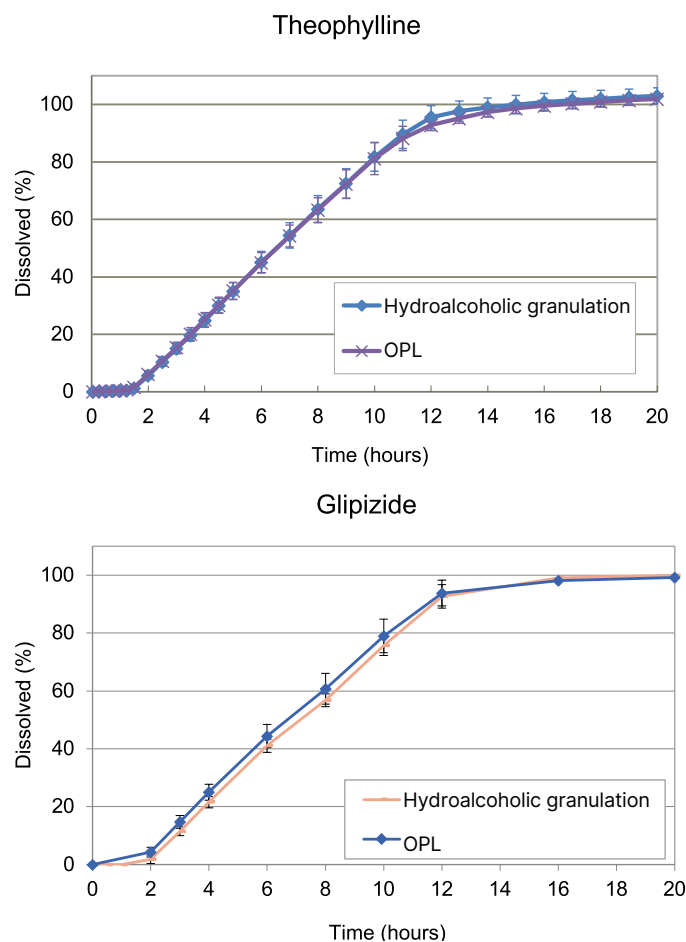 Theophylline
100
80
60
40
20
0
Dissolved (%)
Hydroalcoholic granulation
OPL
0 2 4 6 8 10 12 14 16 18 20
Time (hours)
Glipizide
100
80
60
40
20
0
Dissolved (%)
Hydroalcoholic granulation
OPL
0 2 4 6 8 10 12 14 16 18 20
Time (hours)